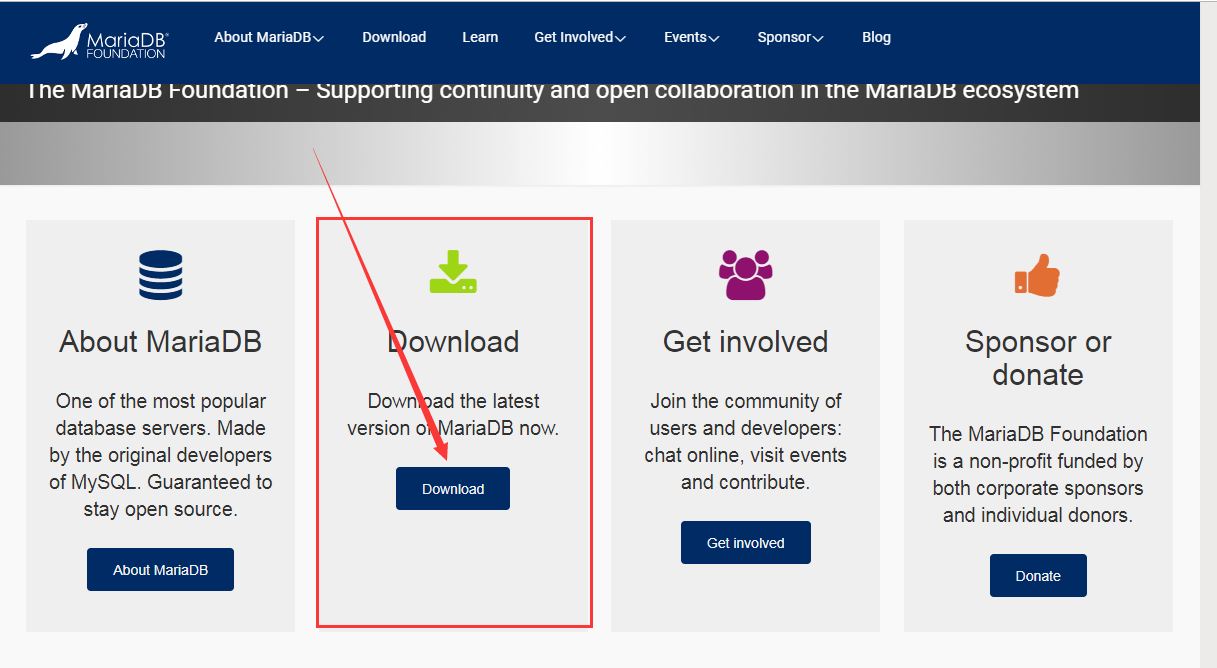 MariaDB
FOUNDATION
About MariaDB
Download
Learn
Get Involved
Events
Sponsor
Blog
The MariaDB Foundation – Supporting continuity and open collaboration in the MariaDB ecosystem
About MariaDB
One of the most popular
database servers. Made
by the original developers
of MySQL. Guaranteed to
stay open source.
About MariaDB
Download
Download the latest
version of MariaDB now.
Download
Get involved
Join the community of
users and developers:
chat online, visit events
and contribute.
Get involved
Sponsor or
donate
The MariaDB Foundation
is a non-profit funded by
both corporate sponsors
and individual donors.
Donate